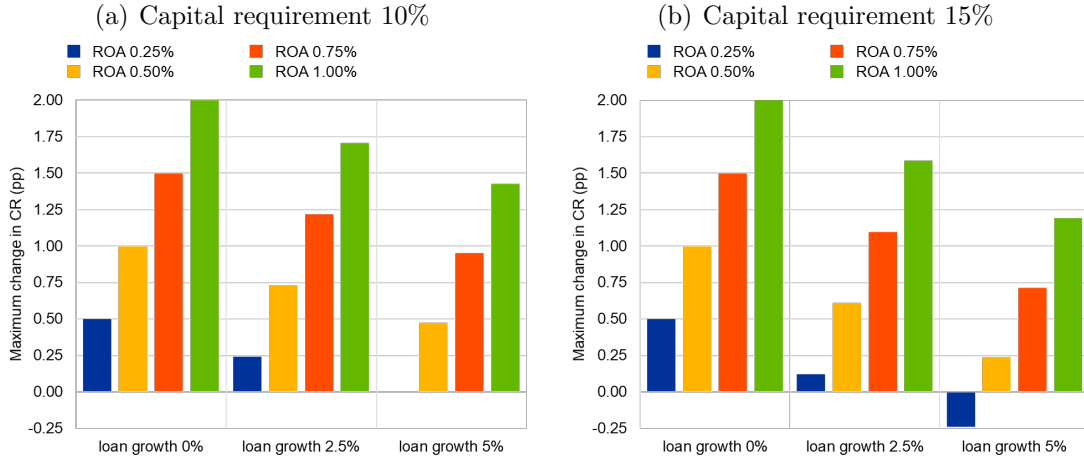 (a) Capital requirement 10%
ROA 0.25% ROA 0.75%
ROA 0.50% ROA 1.00%
Maximum change in CR (pp)
2.00
1.75
1.50
1.25
1.00
0.75
0.50
0.25
0.00
-0.25
loan growth 0% loan growth 2.5% loan growth 5%
(b) Capital requirement 15%
ROA 0.25% ROA 0.75%
ROA 0.50% ROA 1.00%
Maximum change in CR (pp)
2.00
1.75
1.50
1.25
1.00
0.75
0.50
0.25
0.00
-0.25
loan growth 0% loan growth 2.5% loan growth 5%